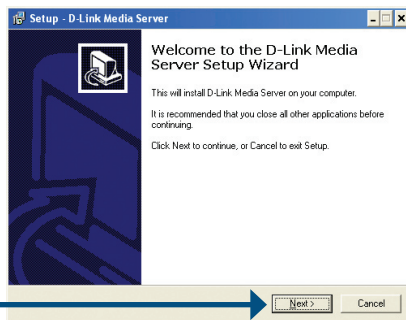 Setup - D-Link Media Server
Welcome to the D-Link Media
Server Setup Wizard
This will install D-Link Media Server on your computer.
It is recommended that you close all other applications before
continuing.
Click Next to continue, or Cancel to exit Setup.
Next >
Cancel